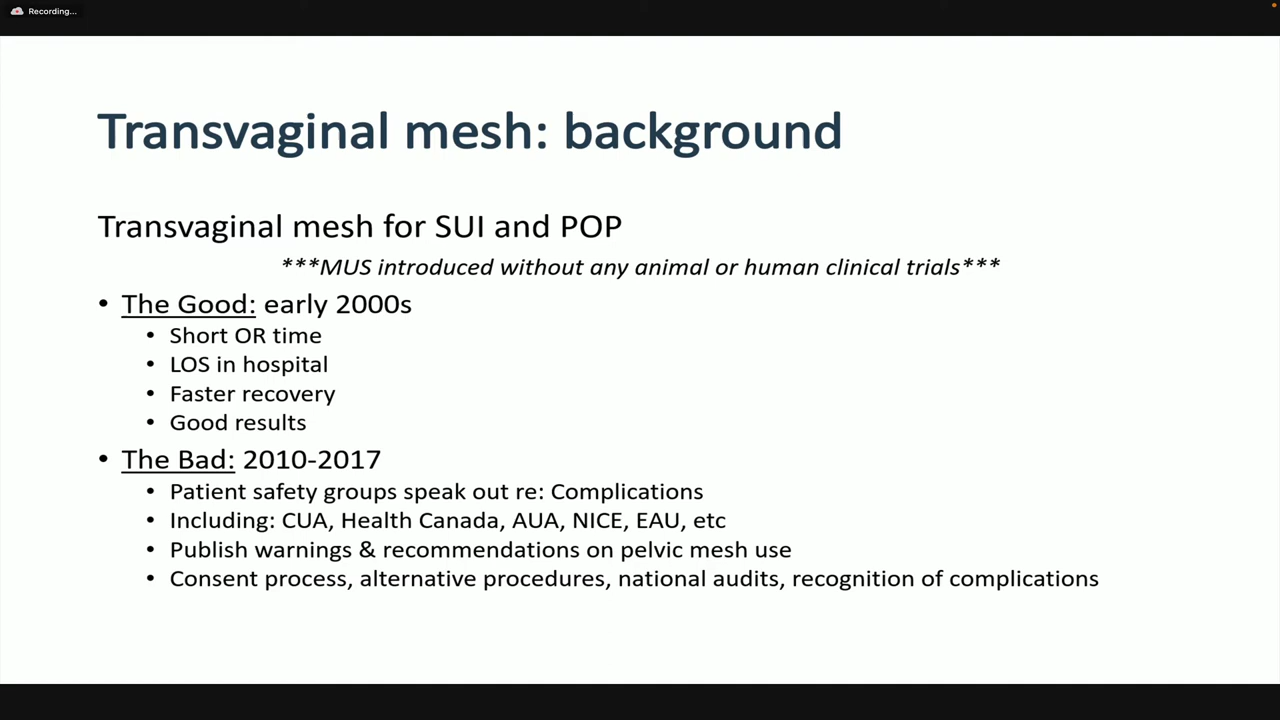 Recording...
Transvaginal mesh: background
Transvaginal mesh for SUI and POP
***MUS introduced without any animal or human clinical trials***
• The Good: early 2000s
• Short OR time
• LOS in hospital
• Faster recovery
• Good results
• The Bad: 2010-2017
• Patient safety groups speak out re: Complications
• Including: CUA, Health Canada, AUA, NICE, EAU, etc
• Publish warnings & recommendations on pelvic mesh use
• Consent process, alternative procedures, national audits, recognition of complications